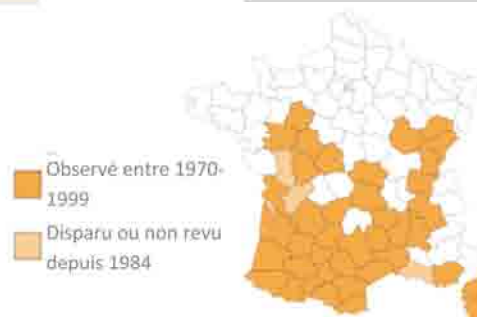 Observé entre 1970-
1999
Disparu ou non revu
depuis 1984